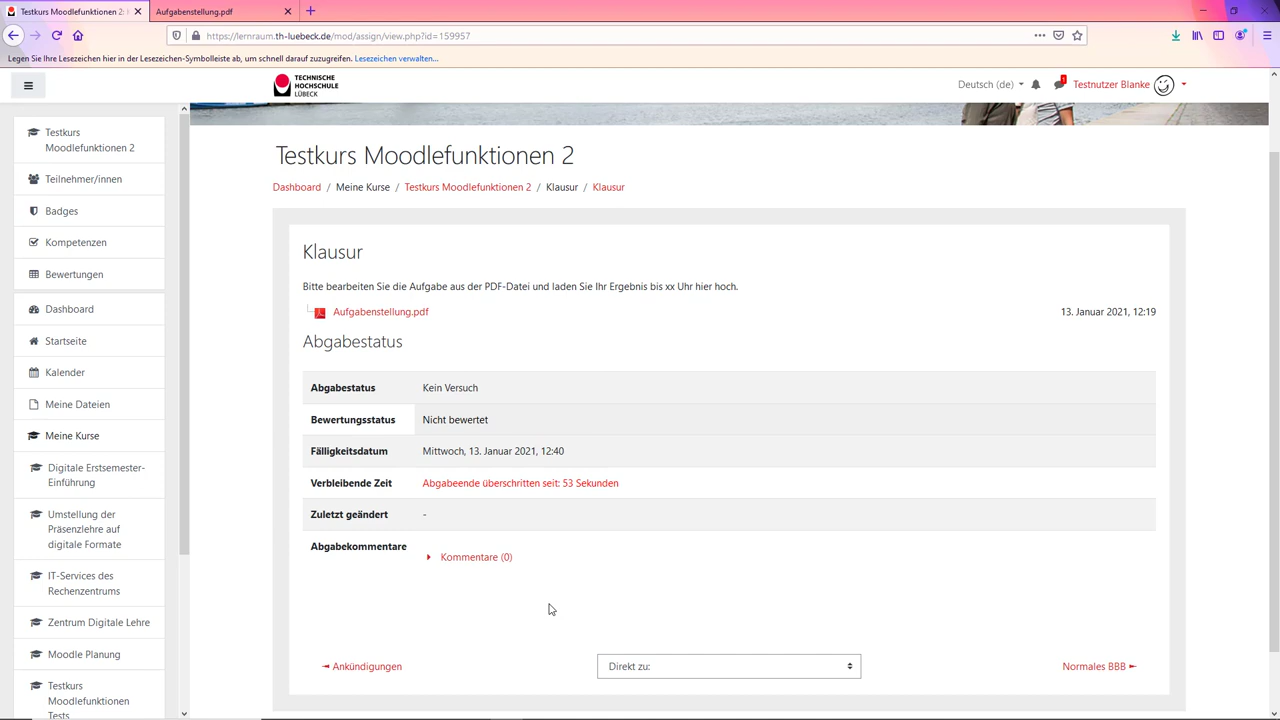 Testkurs Moodlefunktionen 2:
Aufgabenstellung.pdf
https://lernraum.th-luebeck.de/mod/assign/view.php?id=159957
Legen Sie Ihre Lesezeichen hier in der Lesezeichen-Symbolleiste ab, um schnell darauf zuzugreifen. Lesezeichen verwalten...
TECHNISCHE
HOCHSCHULE
LÜBECK
Deutsch (de)
1
Testnutzer Blanke
Testkurs
Moodlefunktionen 2
Teilnehmer/innen
Badges
Kompetenzen
Bewertungen
Dashboard
Startseite
Kalender
Meine Dateien
Meine Kurse
Digitale Erstsemester-
Einführung
Umstellung der
Präsenzlehre auf
digitale Formate
IT-Services des
Rechenzentrums
Zentrum Digitale Lehre
Moodle Planung
Testkurs
Moodlefunktionen
Tests
Testkurs Moodlefunktionen 2
Dashboard / Meine Kurse / Testkurs Moodlefunktionen 2 / Klausur / Klausur
Klausur
Bitte bearbeiten Sie die Aufgabe aus der PDF-Datei und laden Sie Ihr Ergebnis bis xx Uhr hier hoch.
Aufgabenstellung.pdf 13. Januar 2021, 12:19
Abgabestatus
Abgabestatus Kein Versuch
Bewertungsstatus Nicht bewertet
Fälligkeitsdatum Mittwoch, 13. Januar 2021, 12:40
Verbleibende Zeit Abgabeende überschritten seit: 53 Sekunden
Zuletzt geändert -
Abgabekommentare
Kommentare (0)
◄ Ankündigungen
Direkt zu:
Normales BBB ►